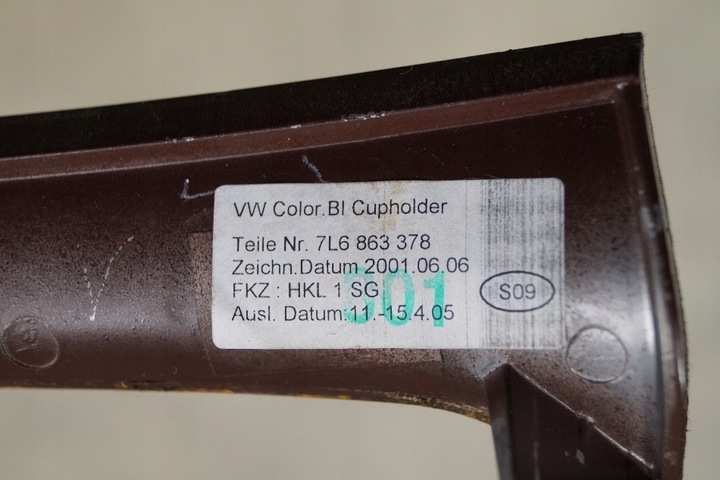 VW Color.Bl Cupholder
Teile Nr. 7L6 863 378
Zeichn.Datum 2001.06.06
FKZ : HKL 1 SG
Ausl. Datum:11.-15.4.05
301
S09